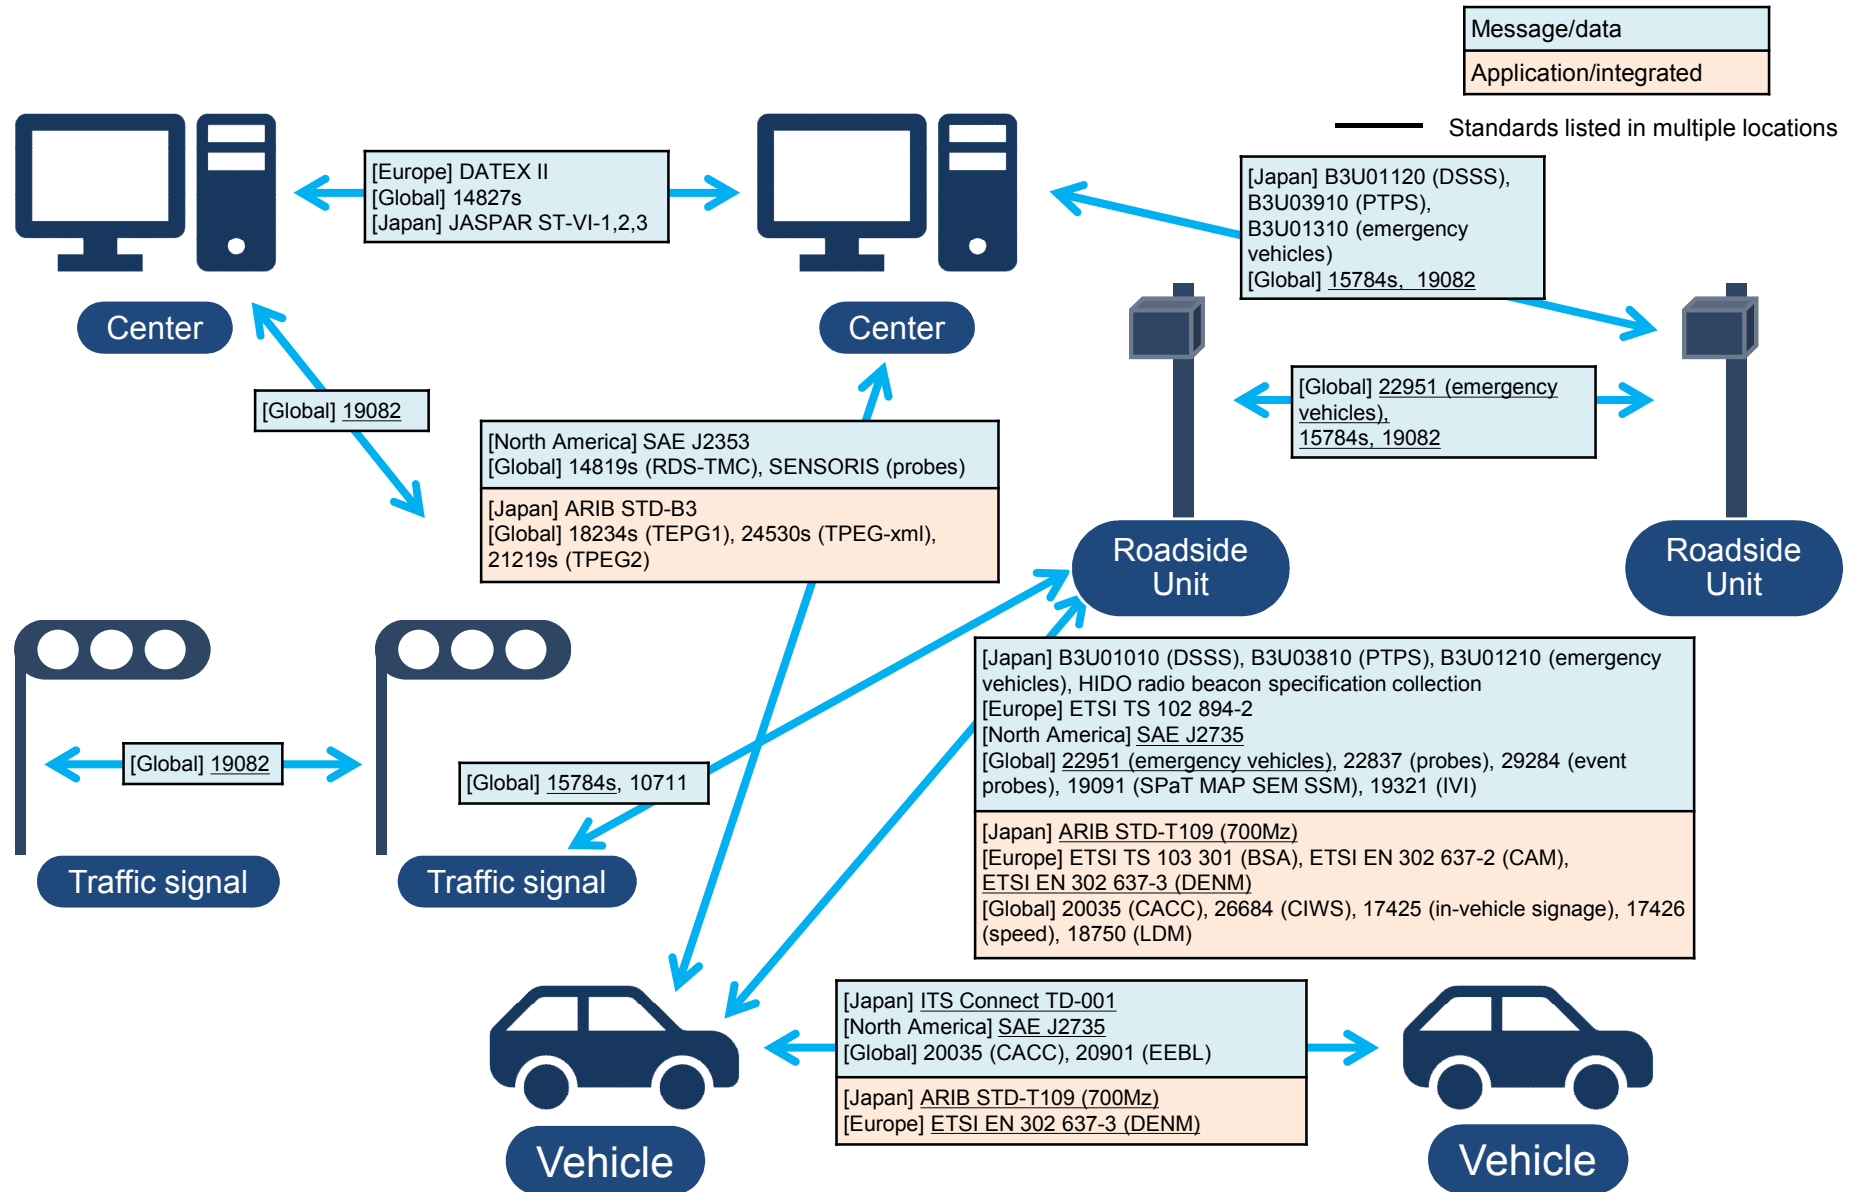 Message/data
Application/integrated
Standards listed in multiple locations
[Europe] DATEX II
[Global] 14827s
[Japan] JASPAR ST-VI-1,2,3
[Japan] B3U01120 (DSSS),
B3U03910 (PTPS),
B3U01310 (emergency
vehicles)
[Global] 15784s, 19082
Center
Center
[Global] 19082
[Global] 22951 (emergency
vehicles),
15784s, 19082
[North America] SAE J2353
[Global] 14819s (RDS-TMC), SENSORIS (probes)
[Japan] ARIB STD-B3
[Global] 18234s (TEPG1), 24530s (TPEG-xml),
21219s (TPEG2)
Roadside
Unit
Roadside
Unit
[Global] 19082
[Global] 15784s, 10711
[Japan] B3U01010 (DSSS), B3U03810 (PTPS), B3U01210 (emergency
vehicles), HIDO radio beacon specification collection
[Europe] ETSI TS 102 894-2
[North America] SAE J2735
[Global] 22951 (emergency vehicles), 22837 (probes), 29284 (event
probes), 19091 (SPaT MAP SEM SSM), 19321 (IVI)
[Japan] ARIB STD-T109 (700Mz)
[Europe] ETSI TS 103 301 (BSA), ETSI EN 302 637-2 (CAM),
ETSI EN 302 637-3 (DENM)
[Global] 20035 (CACC), 26684 (CIWS), 17425 (in-vehicle signage), 17426
(speed), 18750 (LDM)
Traffic signal
Traffic signal
[Japan] ITS Connect TD-001
[North America] SAE J2735
[Global] 20035 (CACC), 20901 (EEBL)
[Japan] ARIB STD-T109 (700Mz)
[Europe] ETSI EN 302 637-3 (DENM)
Vehicle
Vehicle